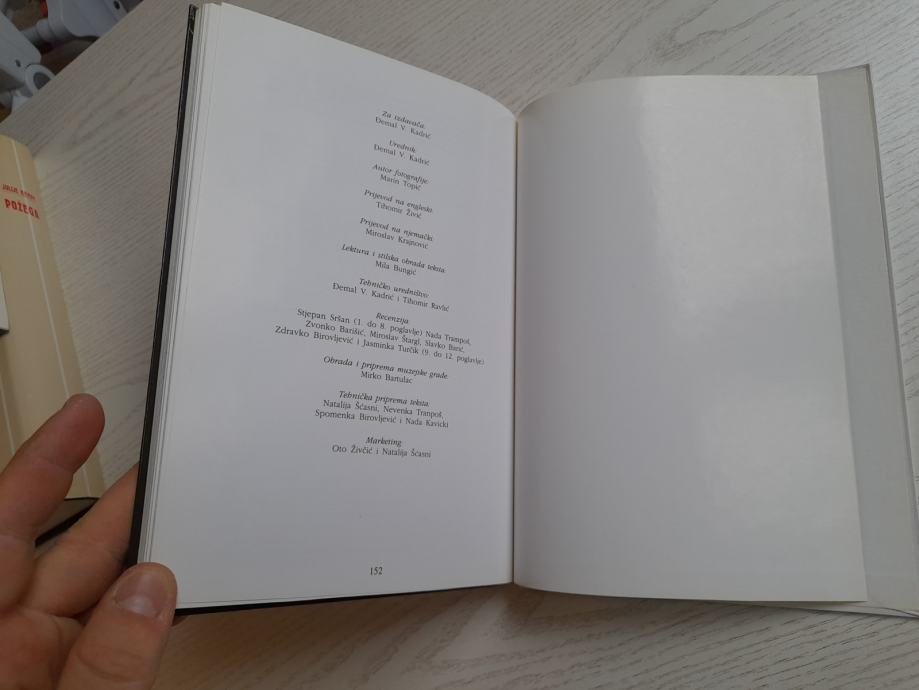 POŽEGA
Za izdavača:
Đemal V. Kadrić
Urednik:
Đemal V. Kadrić
Autor fotografije:
Marin Topić
Prijevod na engleski:
Tihomir Živić
Prijevod na njemački:
Miroslav Krajnović
Lektura i stilska obrada teksta:
Mila Bungić
Tehničko uredništvo:
Đemal V. Kadrić i Tihomir Ravlić
Recenzija:
Stjepan Sršan (1. do 8. poglavlje) Nada Trampoš,
Zvonko Barišić, Miroslav Štargl, Slavko Barić,
Zdravko Birovljević i Jasminka Turčik (9. do 12. poglavlje)
Obrada i priprema muzejske građe:
Mirko Bartulac
Tehnička priprema teksta:
Natalija Šćasni, Nevenka Tranpoš,
Spomenka Birovljević i Nada Kavicki
Marketing
Oto Živčić i Natalija Šćasni
152